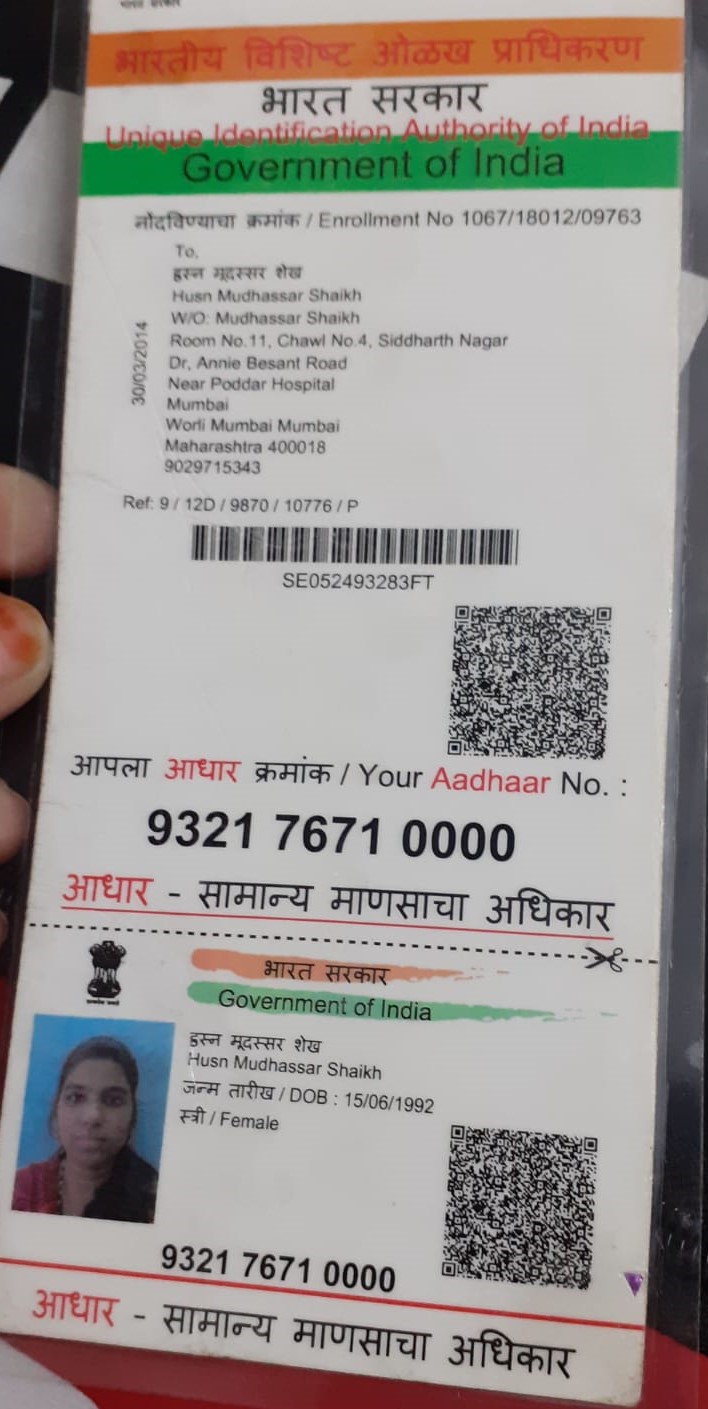 भारतीय विशिष्ट ओळख प्राधिकरण
भारत सरकार
Unique Identification Authority of India
Government of India
नोंदविण्याचा क्रमांक / Enrollment No 1067/18012/09763
To,
हुस्न मूदस्सर शेख
Husn Mudhassar Shaikh
W/O: Mudhassar Shaikh
Room No.11, Chawl No.4, Siddharth Nagar
Dr, Annie Besant Road
Near Poddar Hospital
Mumbai
Worli Mumbai Mumbai
Maharashtra 400018
9029715343
30/03/2014
Ref: 9 / 12D / 9870 / 10776 / P
SE052493283FT
आपला आधार क्रमांक / Your Aadhaar No. :
9321 7671 0000
आधार - सामान्य माणसाचा अधिकार
भारत सरकार
Government of India
हुस्न मूदस्सर शेख
Husn Mudhassar Shaikh
जन्म तारीख / DOB : 15/06/1992
स्त्री / Female
9321 7671 0000
आधार - सामान्य माणसाचा अधिकार